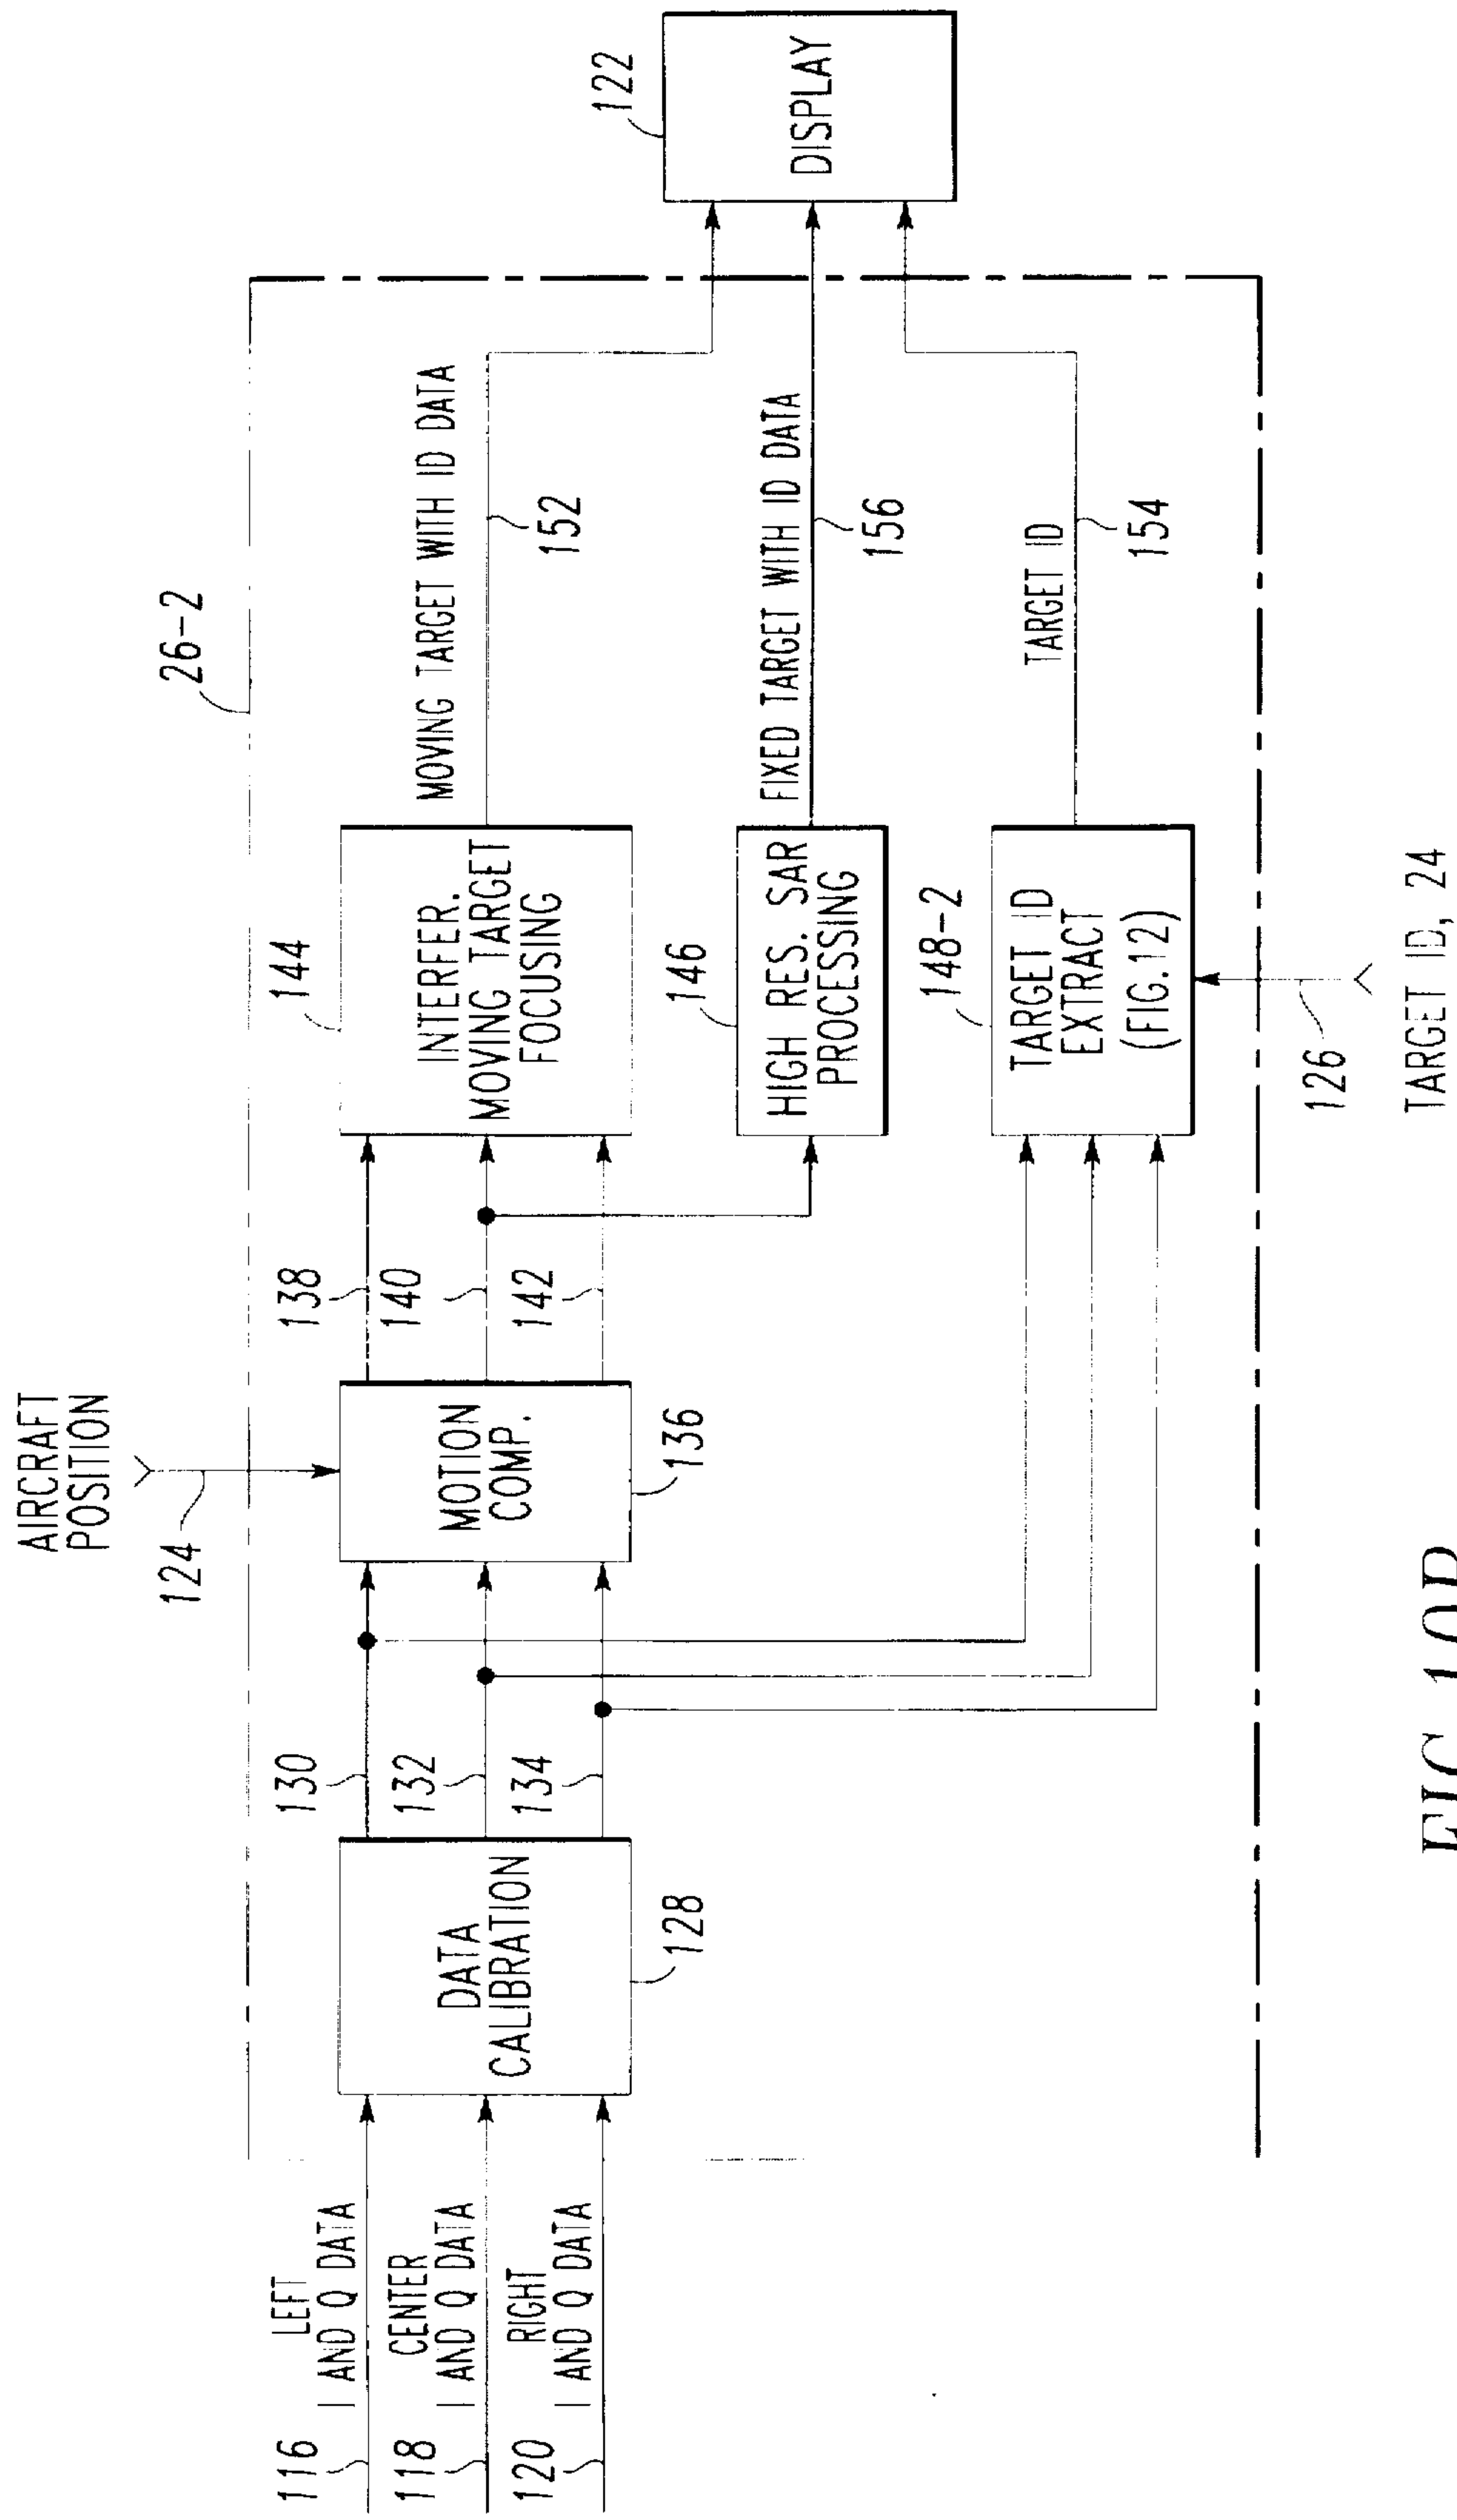 AIRCRAFT
POSITION
124
26-2
LEFT
I AND Q DATA
116
CENTER
I AND Q DATA
118
RIGHT
I AND Q DATA
120
DATA
CALIBRATION
128
130
132
134
MOTION
COMP.
136
138
140
142
144
INTERFER.
MOVING TARGET
FOCUSING
146
HIGH RES. SAR
PROCESSING
148-2
TARGET ID
EXTRACT
(FIG.12)
MOVING TARGET WITH ID DATA
152
FIXED TARGET WITH ID DATA
156
TARGET ID
154
122
DISPLAY
126
TARGET ID, 24